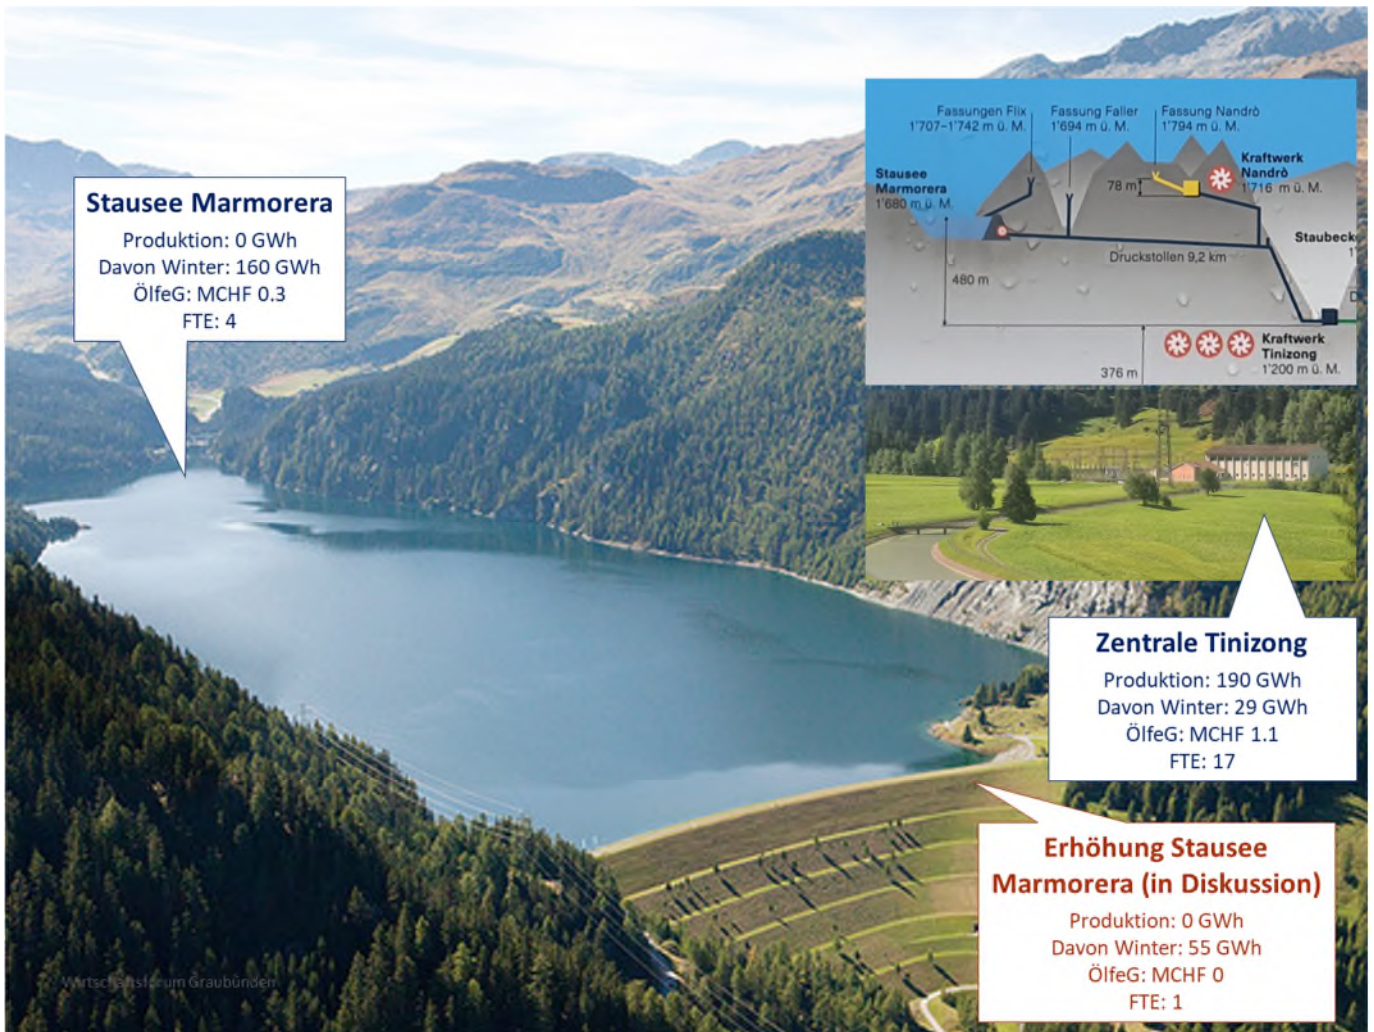 Stausee Marmorera
Produktion: 0 GWh
Davon Winter: 160 GWh
ÖlfeG: MCHF 0.3
FTE: 4
Fassungen Flix
1'707–1'742 m ü. M.
Fassung Faller
1'694 m ü. M.
Fassung Nandrò
1'794 m ü. M.
Stausee
Marmorera
1'680 m ü. M.
78 m
Kraftwerk
Nandrò
1'716 m ü. M.
Druckstollen 9,2 km
480 m
Kraftwerk
Tinizong
1'200 m ü. M.
376 m
Zentrale Tinizong
Produktion: 190 GWh
Davon Winter: 29 GWh
ÖlfeG: MCHF 1.1
FTE: 17
Erhöhung Stausee
Marmorera (in Diskussion)
Produktion: 0 GWh
Davon Winter: 55 GWh
ÖlfeG: MCHF 0
FTE: 1
Wirtschaftsforum Graubünden